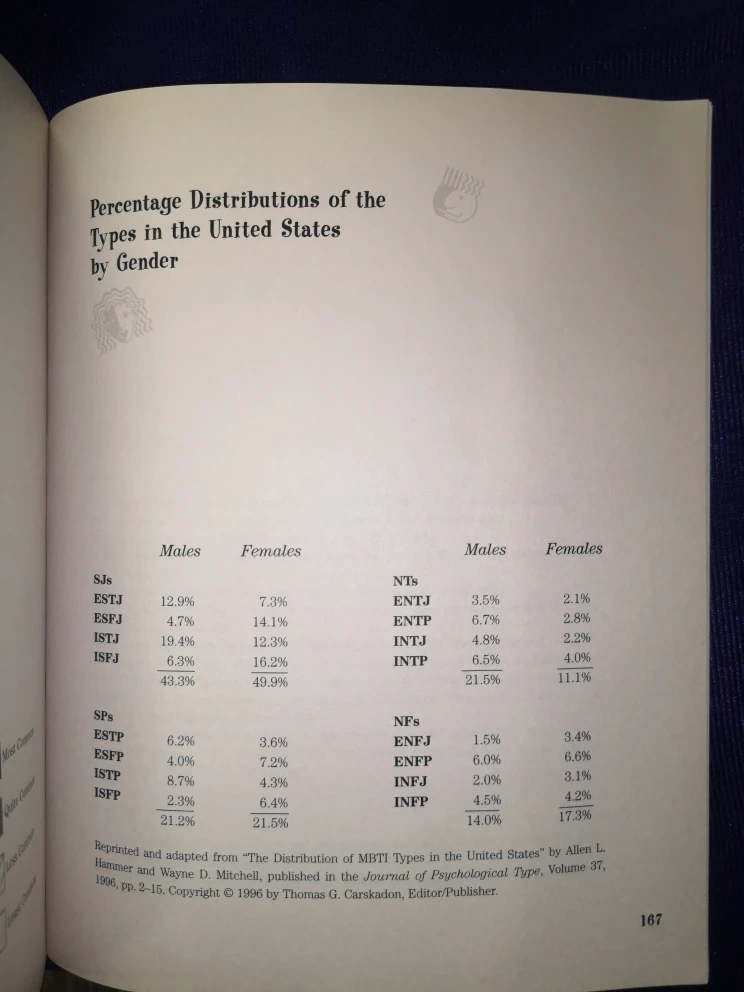 Percentage Distributions of the
Types in the United States
by Gender
Males Females
SJs
ESTJ 12.9% 7.3%
ESFJ 4.7% 14.1%
ISTJ 19.4% 12.3%
ISFJ 6.3% 16.2%
43.3% 49.9%
SPs
ESTP 6.2% 3.6%
ESFP 4.0% 7.2%
ISTP 8.7% 4.3%
ISFP 2.3% 6.4%
21.2% 21.5%
Males Females
NTs
ENTJ 3.5% 2.1%
ENTP 6.7% 2.8%
INTJ 4.8% 2.2%
INTP 6.5% 4.0%
21.5% 11.1%
NFs
ENFJ 1.5% 3.4%
ENFP 6.0% 6.6%
INFJ 2.0% 3.1%
INFP 4.5% 4.2%
14.0% 17.3%
Reprinted and adapted from “The Distribution of MBTI Types in the United States” by Allen L.
Hammer and Wayne D. Mitchell, published in the Journal of Psychological Type, Volume 37,
1996, pp. 2–15. Copyright © 1996 by Thomas G. Carskadon, Editor/Publisher.
167
Most Common
Quite Common